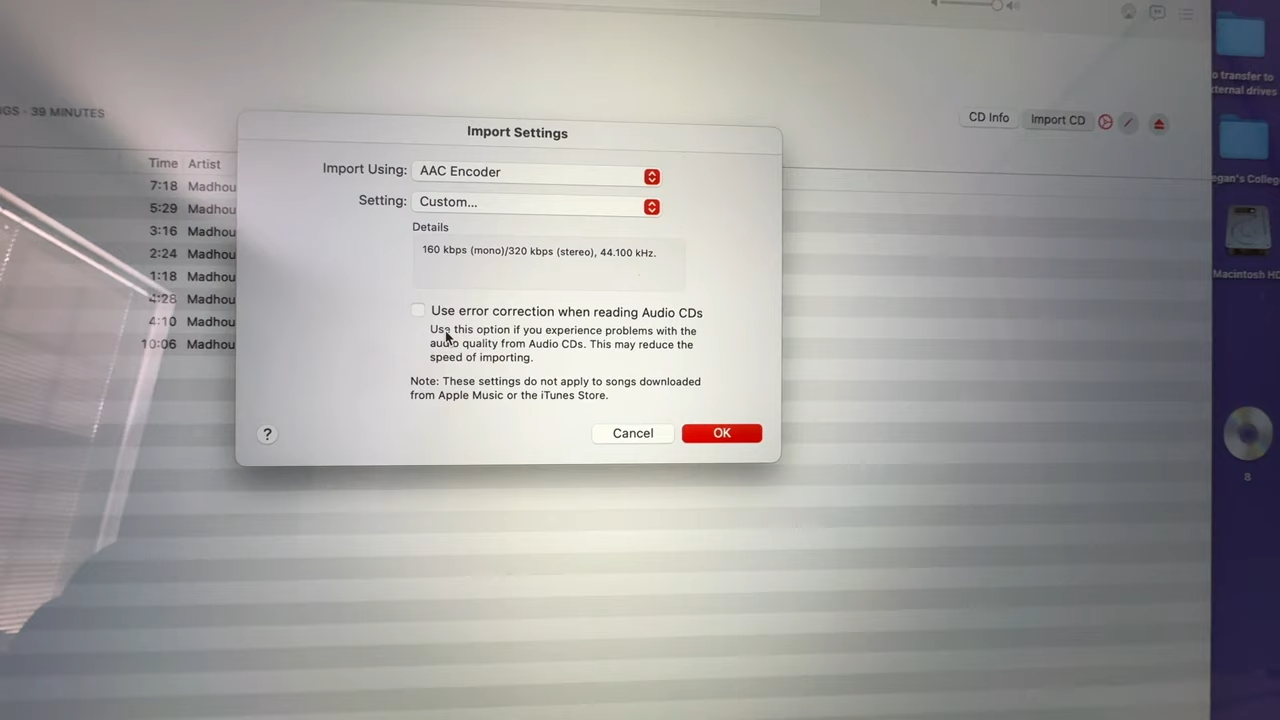 GS - 39 MINUTES
CD Info
Import CD
Time Artist
7:18 Madhou
5:29 Madhou
3:16 Madhou
2:24 Madhou
1:18 Madhou
4:28 Madhou
4:10 Madhou
10:06 Madhou
Import Settings
Import Using: AAC Encoder
Setting: Custom...
Details
160 kbps (mono)/320 kbps (stereo), 44.100 kHz.
Use error correction when reading Audio CDs
Use this option if you experience problems with the
audio quality from Audio CDs. This may reduce the
speed of importing.
Note: These settings do not apply to songs downloaded
from Apple Music or the iTunes Store.
?
Cancel
OK
o transfer to
xternal drives
egan's Colleg
Macintosh HD
8